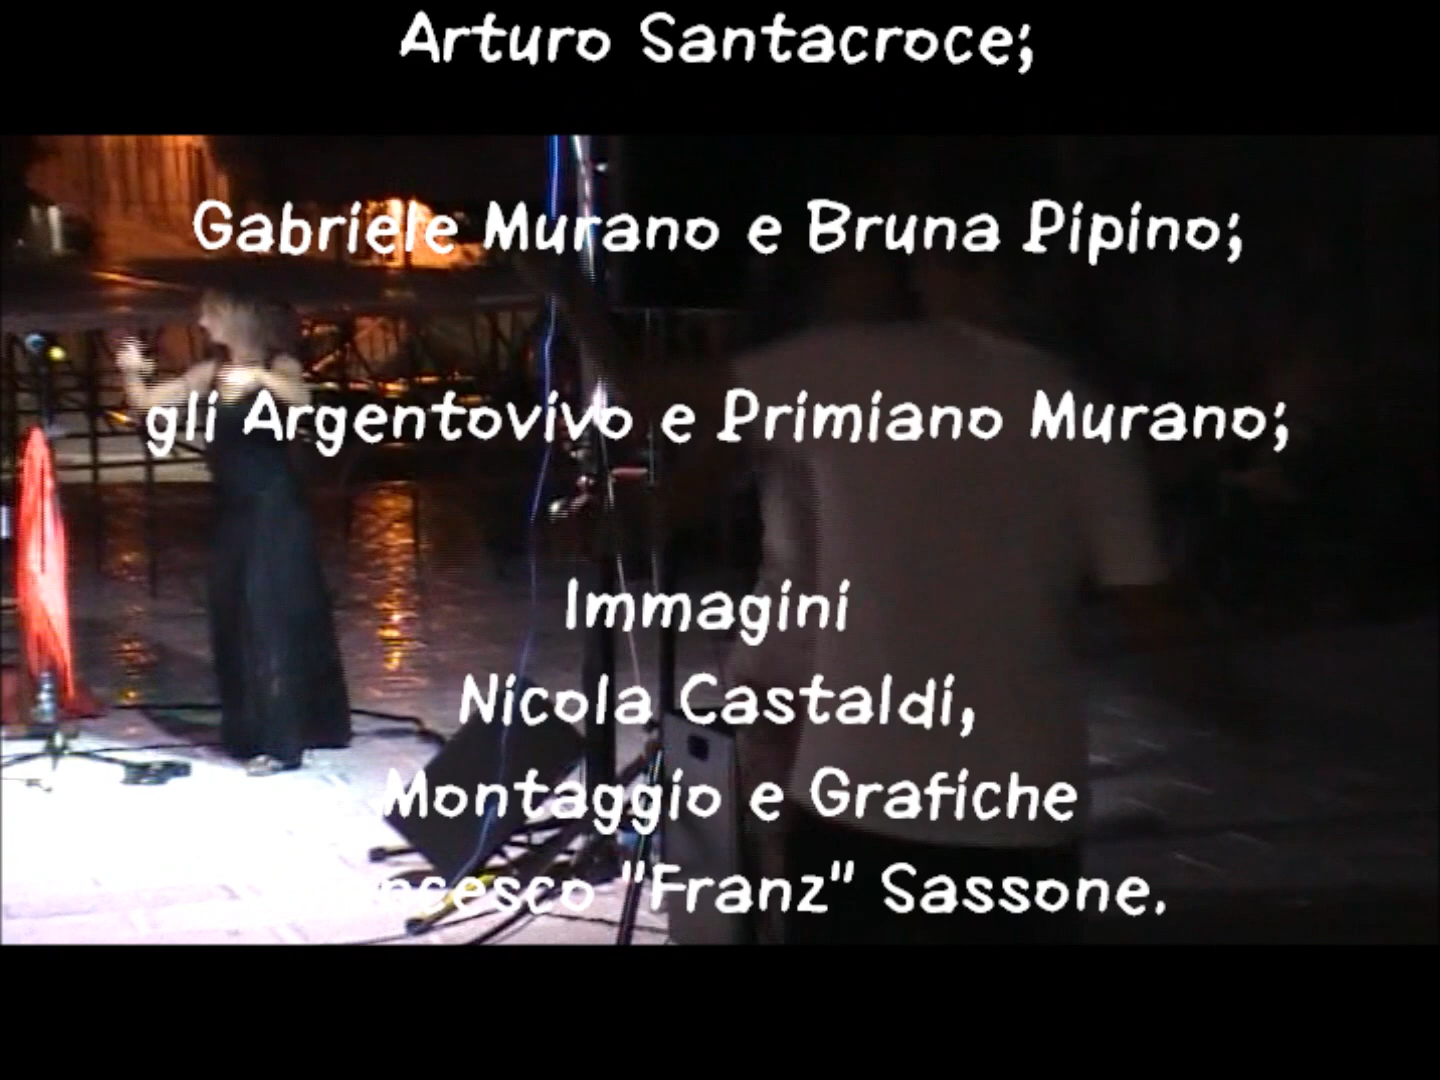 Arturo Santacroce;
Gabriele Murano e Bruna Pipino;
gli Argentovivo e Primiano Murano;
Immagini
Nicola Castaldi,
Montaggio e Grafiche
"Franz" Sassone.